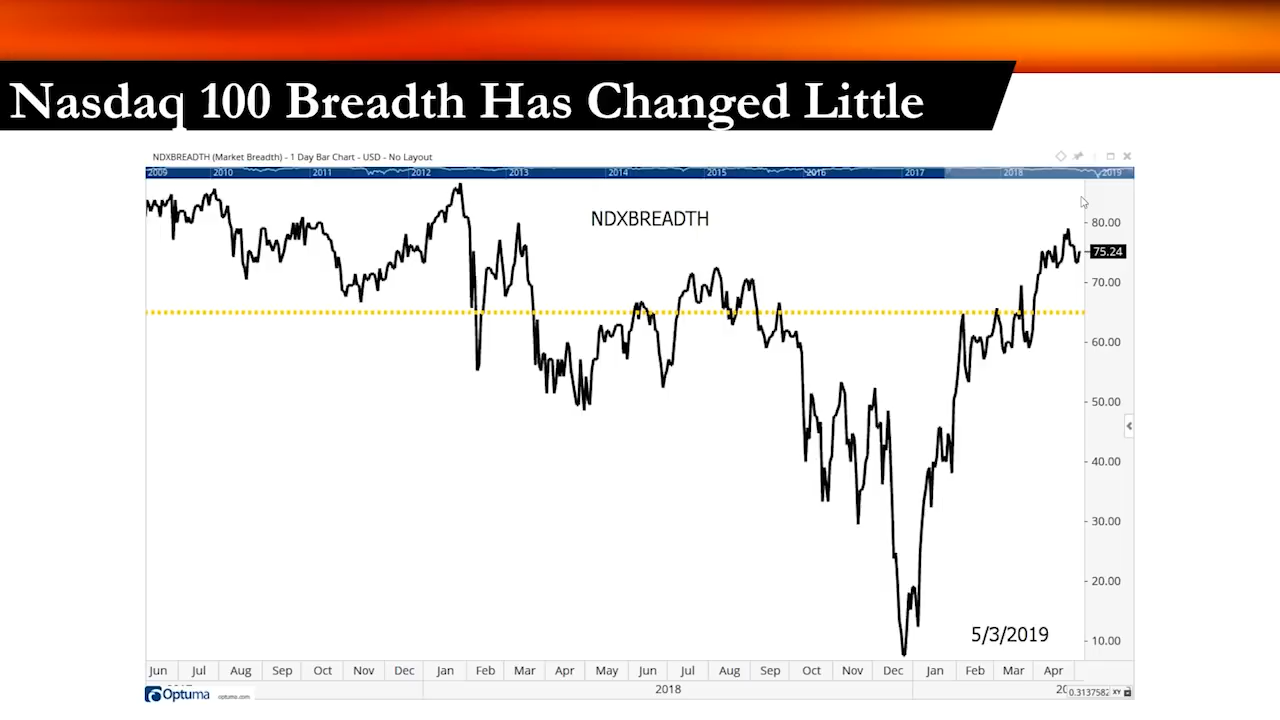 Nasdaq 100 Breadth Has Changed Little
NDXBREADTH (Market Breadth) - 1 Day Bar Chart - USD - No Layout
2009 2010 2011 2012 2013 2014 2015 2016 2017 2018 2019
NDXBREADTH
80.00
75.24
70.00
60.00
50.00
40.00
30.00
20.00
10.00
5/3/2019
Jun Jul Aug Sep Oct Nov Dec Jan Feb Mar Apr May Jun Jul Aug Sep Oct Nov Dec Jan Feb Mar Apr
2018
Optuma optuma.com
0.3137582 XY